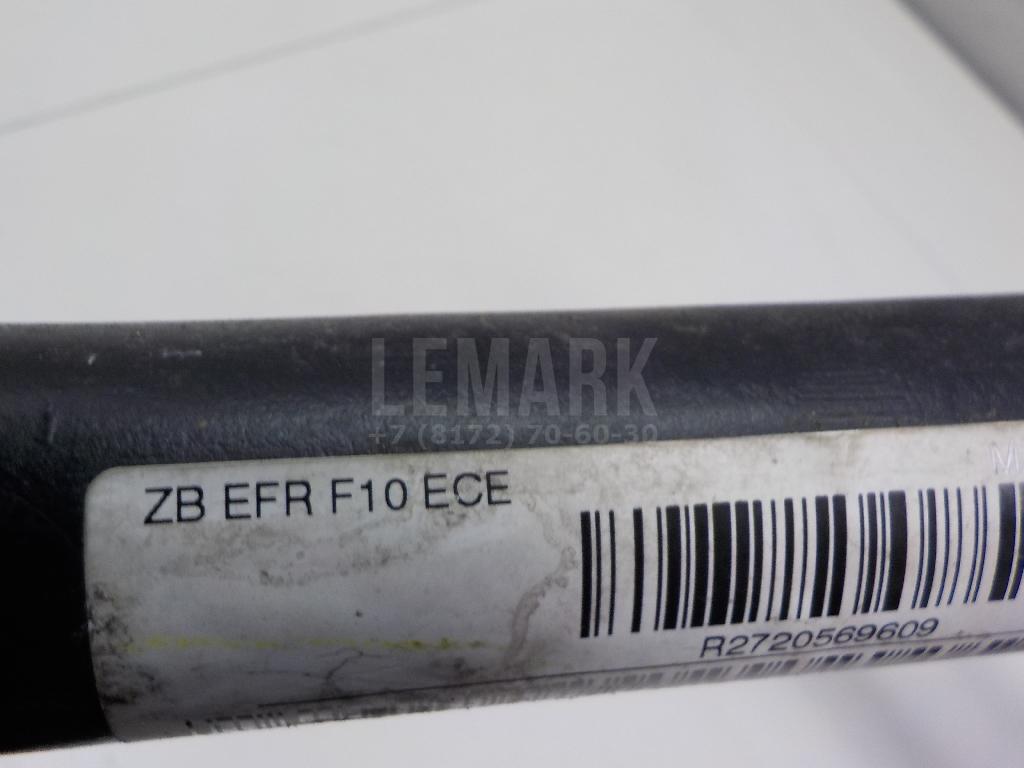 LEMARK
+7 (8172) 70-60-30
ZB EFR F10 ECE
M
R2720569609